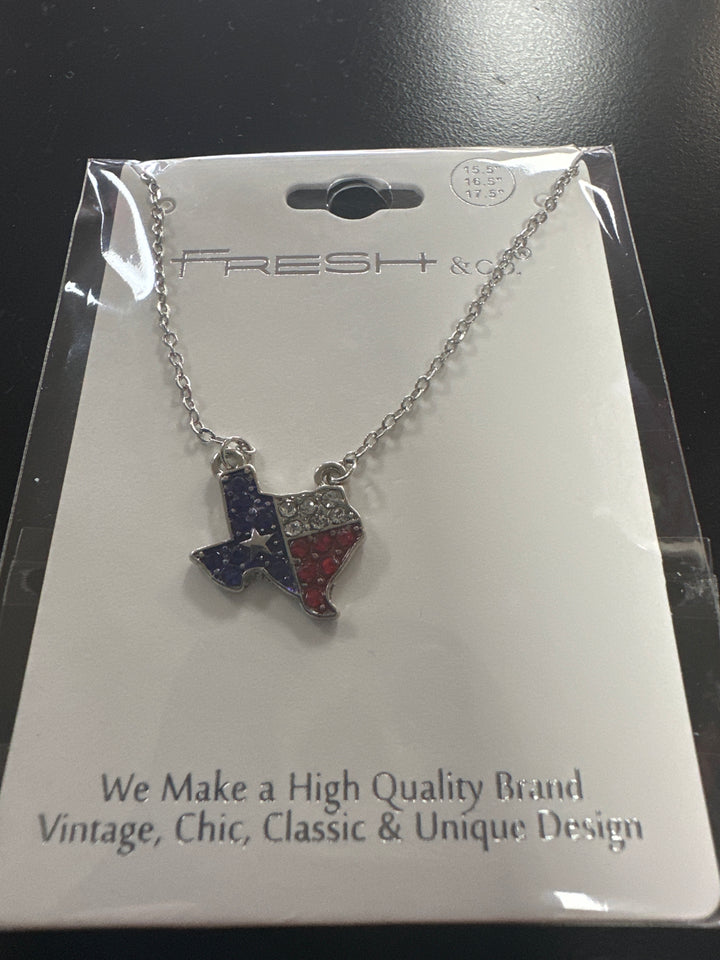 15.5"
16.5"
17.5"
FRESH & CO.
We Make a High Quality Brand
Vintage, Chic, Classic & Unique Design